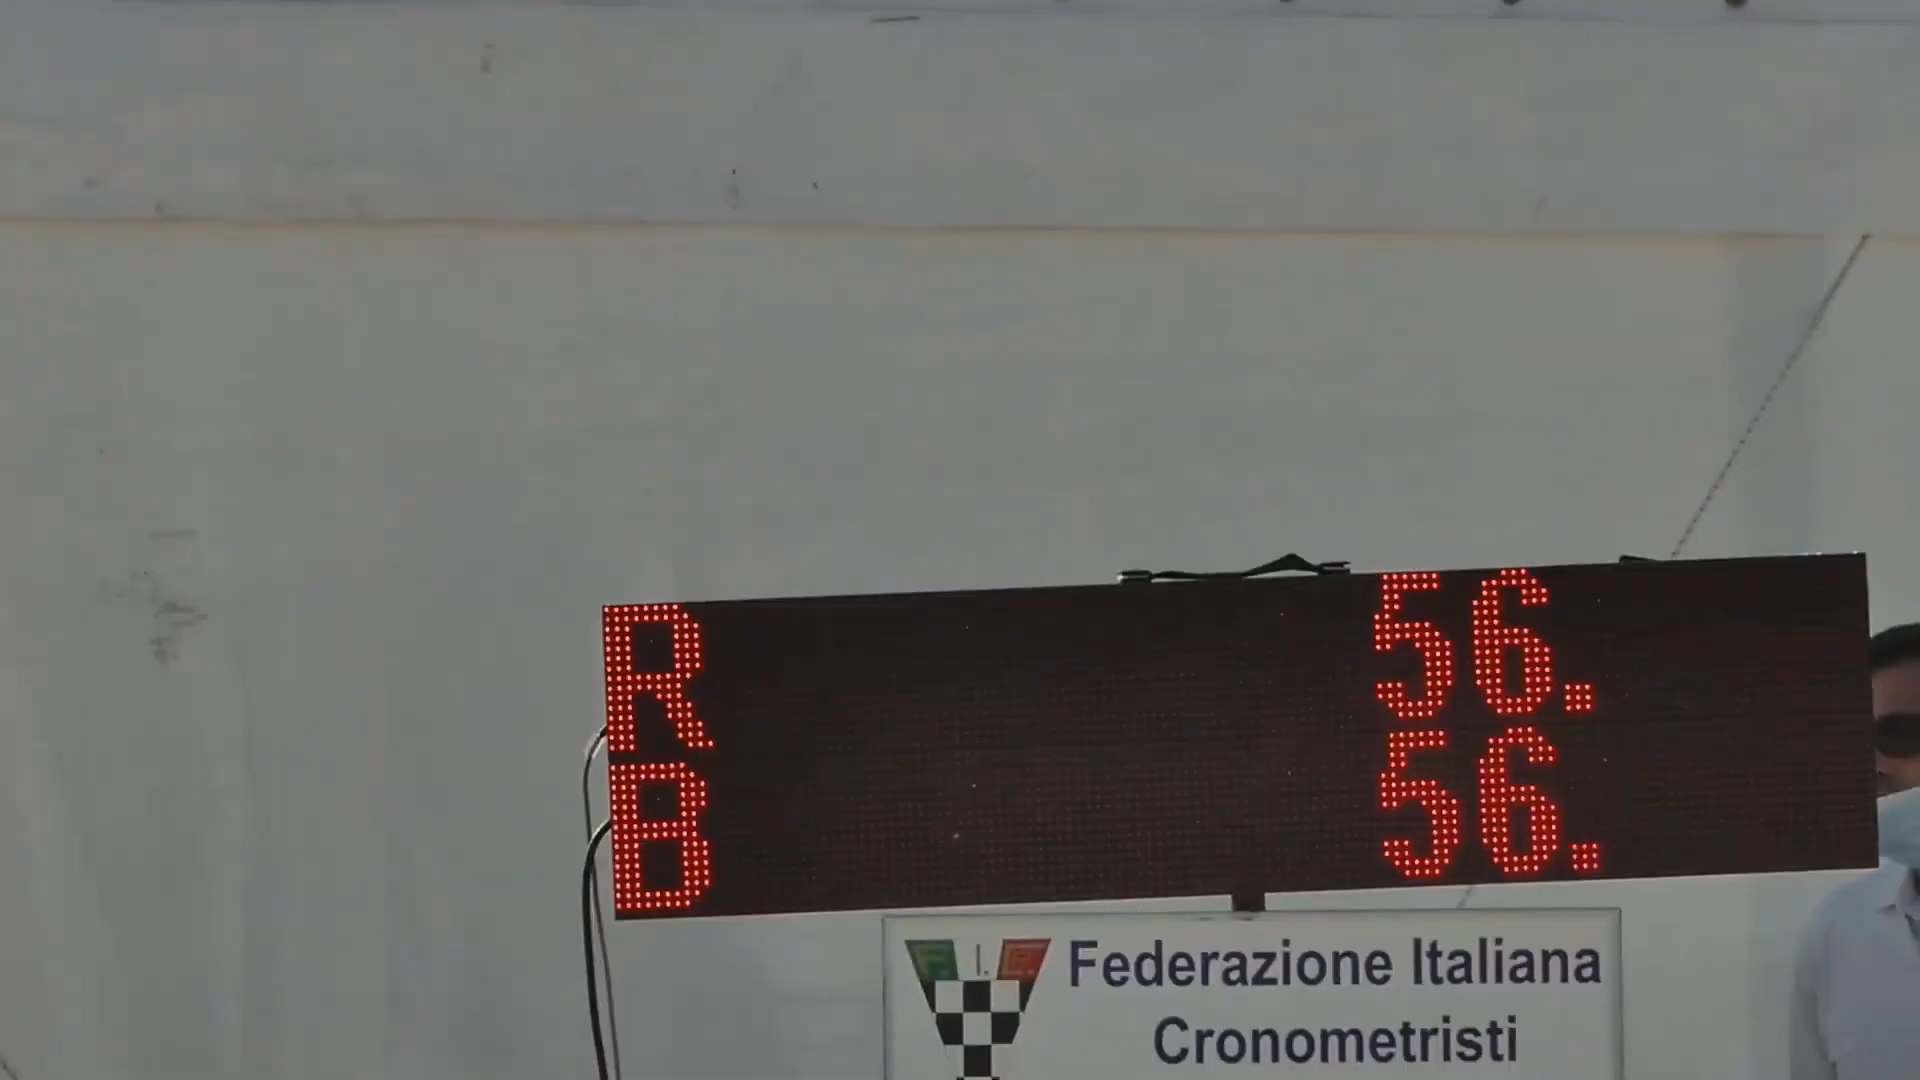 R 56.
B 56.
F.I.C.
Federazione Italiana
Cronometristi